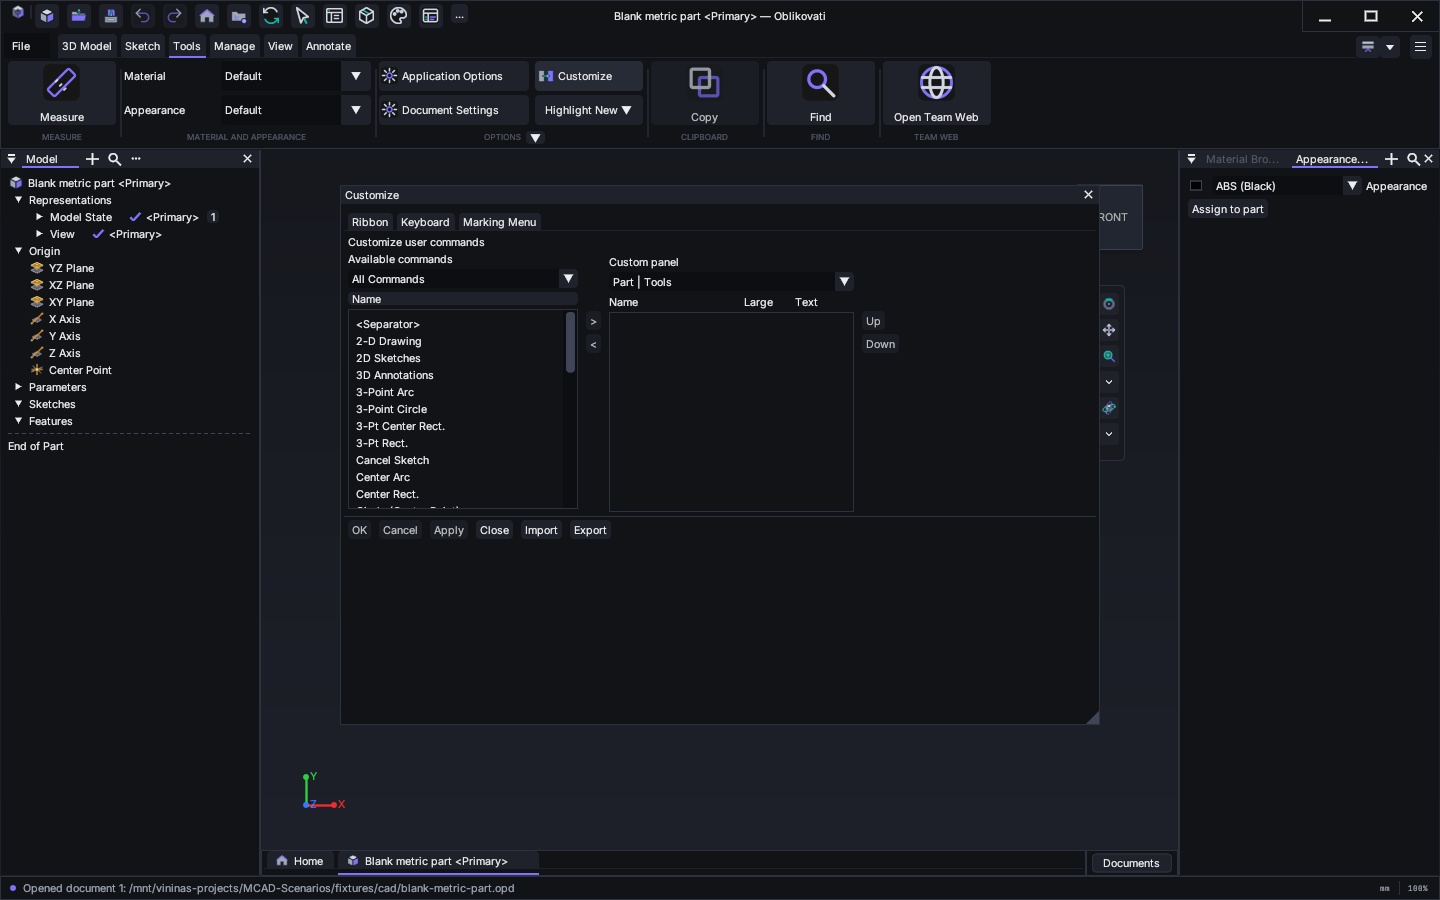 Blank metric part <Primary> — Oblikovati
File
3D Model
Sketch
Tools
Manage
View
Annotate
Measure
Material
Default
Appearance
Default
Application Options
Customize
Document Settings
Highlight New ▼
Copy
Find
Open Team Web
MEASURE
MATERIAL AND APPEARANCE
OPTIONS
CLIPBOARD
FIND
TEAM WEB
Model
Blank metric part <Primary>
Representations
Model State
<Primary>
1
View
<Primary>
Origin
YZ Plane
XZ Plane
XY Plane
X Axis
Y Axis
Z Axis
Center Point
Parameters
Sketches
Features
End of Part
Customize
Ribbon
Keyboard
Marking Menu
Customize user commands
Available commands
All Commands
Name
<Separator>
2-D Drawing
2D Sketches
3D Annotations
3-Point Arc
3-Point Circle
3-Pt Center Rect.
3-Pt Rect.
Cancel Sketch
Center Arc
Center Rect.
>
<
Custom panel
Part | Tools
Name
Large
Text
Up
Down
OK
Cancel
Apply
Close
Import
Export
RONT
Y
Z
X
Material Bro...
Appearance...
ABS (Black)
Appearance
Assign to part
Home
Blank metric part <Primary>
Documents
Opened document 1: /mnt/vininas-projects/MCAD-Scenarios/fixtures/cad/blank-metric-part.opd
mm
100%